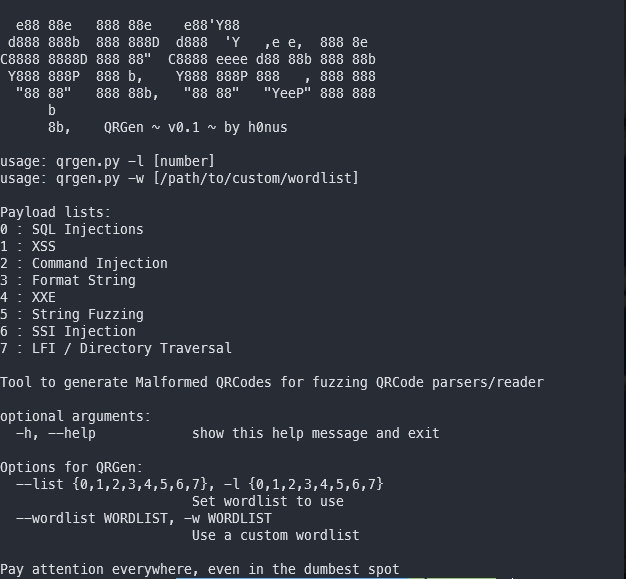 e88 88e   888 88e    e88'Y88
 d888 888b  888 888D  d888  'Y   ,e e,  888 8e
C8888 8888D 888 88"  C8888 eeee d88 88b 888 88b
 Y888 888P  888 b,    Y888 888P 888   , 888 888
  "88 88"   888 88b,   "88 88"   "YeeP" 888 888
      b
      8b,    QRGen ~ v0.1 ~ by h0nus
usage: qrgen.py -l [number]
usage: qrgen.py -w [/path/to/custom/wordlist]
Payload lists:
0 : SQL Injections
1 : XSS
2 : Command Injection
3 : Format String
4 : XXE
5 : String Fuzzing
6 : SSI Injection
7 : LFI / Directory Traversal
Tool to generate Malformed QRCodes for fuzzing QRCode parsers/reader
optional arguments:
  -h, --help            show this help message and exit
Options for QRGen:
  --list {0,1,2,3,4,5,6,7}, -l {0,1,2,3,4,5,6,7}
                        Set wordlist to use
  --wordlist WORDLIST, -w WORDLIST
                        Use a custom wordlist
Pay attention everywhere, even in the dumbest spot